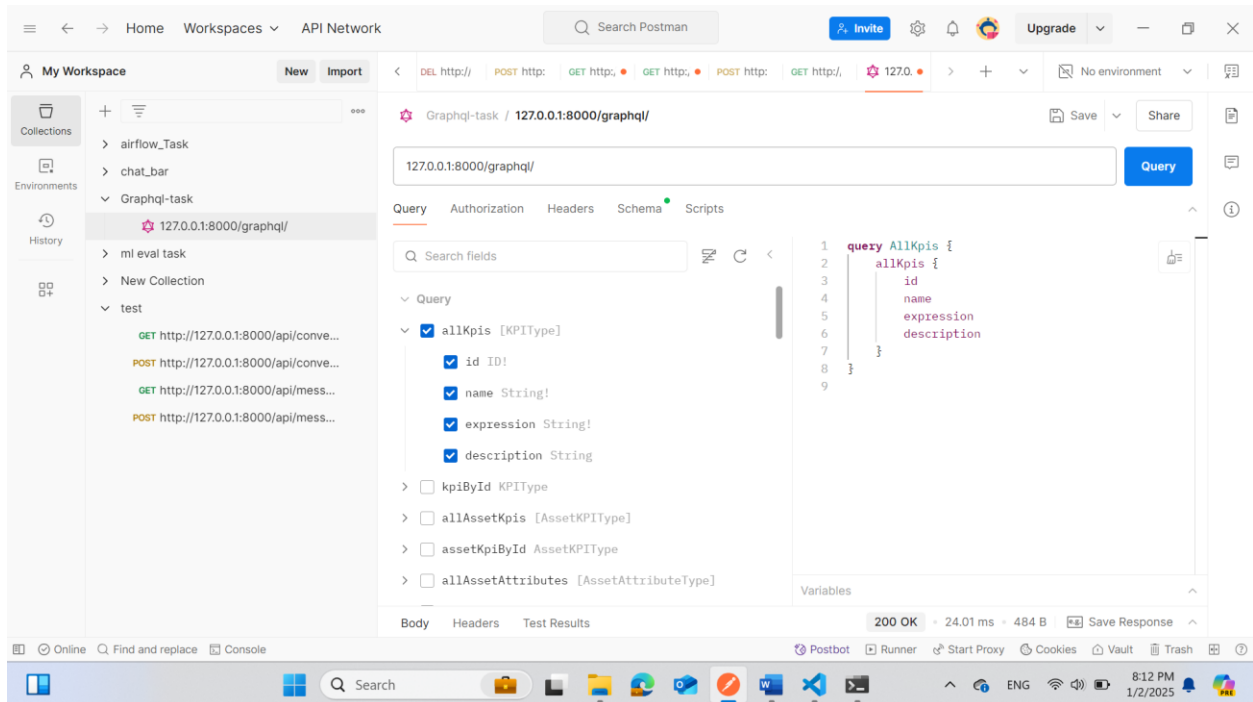 Home Workspaces API Network Search Postman Invite Upgrade
My Workspace New Import DEL http:// POST http: GET http:, GET http:, POST http: GET http:/, 127.0. No environment
Collections
Environments
History
airflow_Task
chat_bar
Graphql-task
127.0.0.1:8000/graphql/
ml eval task
New Collection
test
GET http://127.0.0.1:8000/api/conve...
POST http://127.0.0.1:8000/api/conve...
GET http://127.0.0.1:8000/api/mess...
POST http://127.0.0.1:8000/api/mess...
Graphql-task / 127.0.0.1:8000/graphql/ Save Share
127.0.0.1:8000/graphql/ Query
Query Authorization Headers Schema Scripts
Search fields
Query
allKpis [KPIType]
id ID!
name String!
expression String!
description String
kpiById KPIType
allAssetKpis [AssetKPIType]
assetKpiById AssetKPIType
allAssetAttributes [AssetAttributeType]
1 query AllKpis {
2 allKpis {
3 id
4 name
5 expression
6 description
7 }
8 }
9
Variables
Body Headers Test Results 200 OK 24.01 ms 484 B Save Response
Online Find and replace Console Postbot Runner Start Proxy Cookies Vault Trash
Search ENG 8:12 PM
1/2/2025
PRE